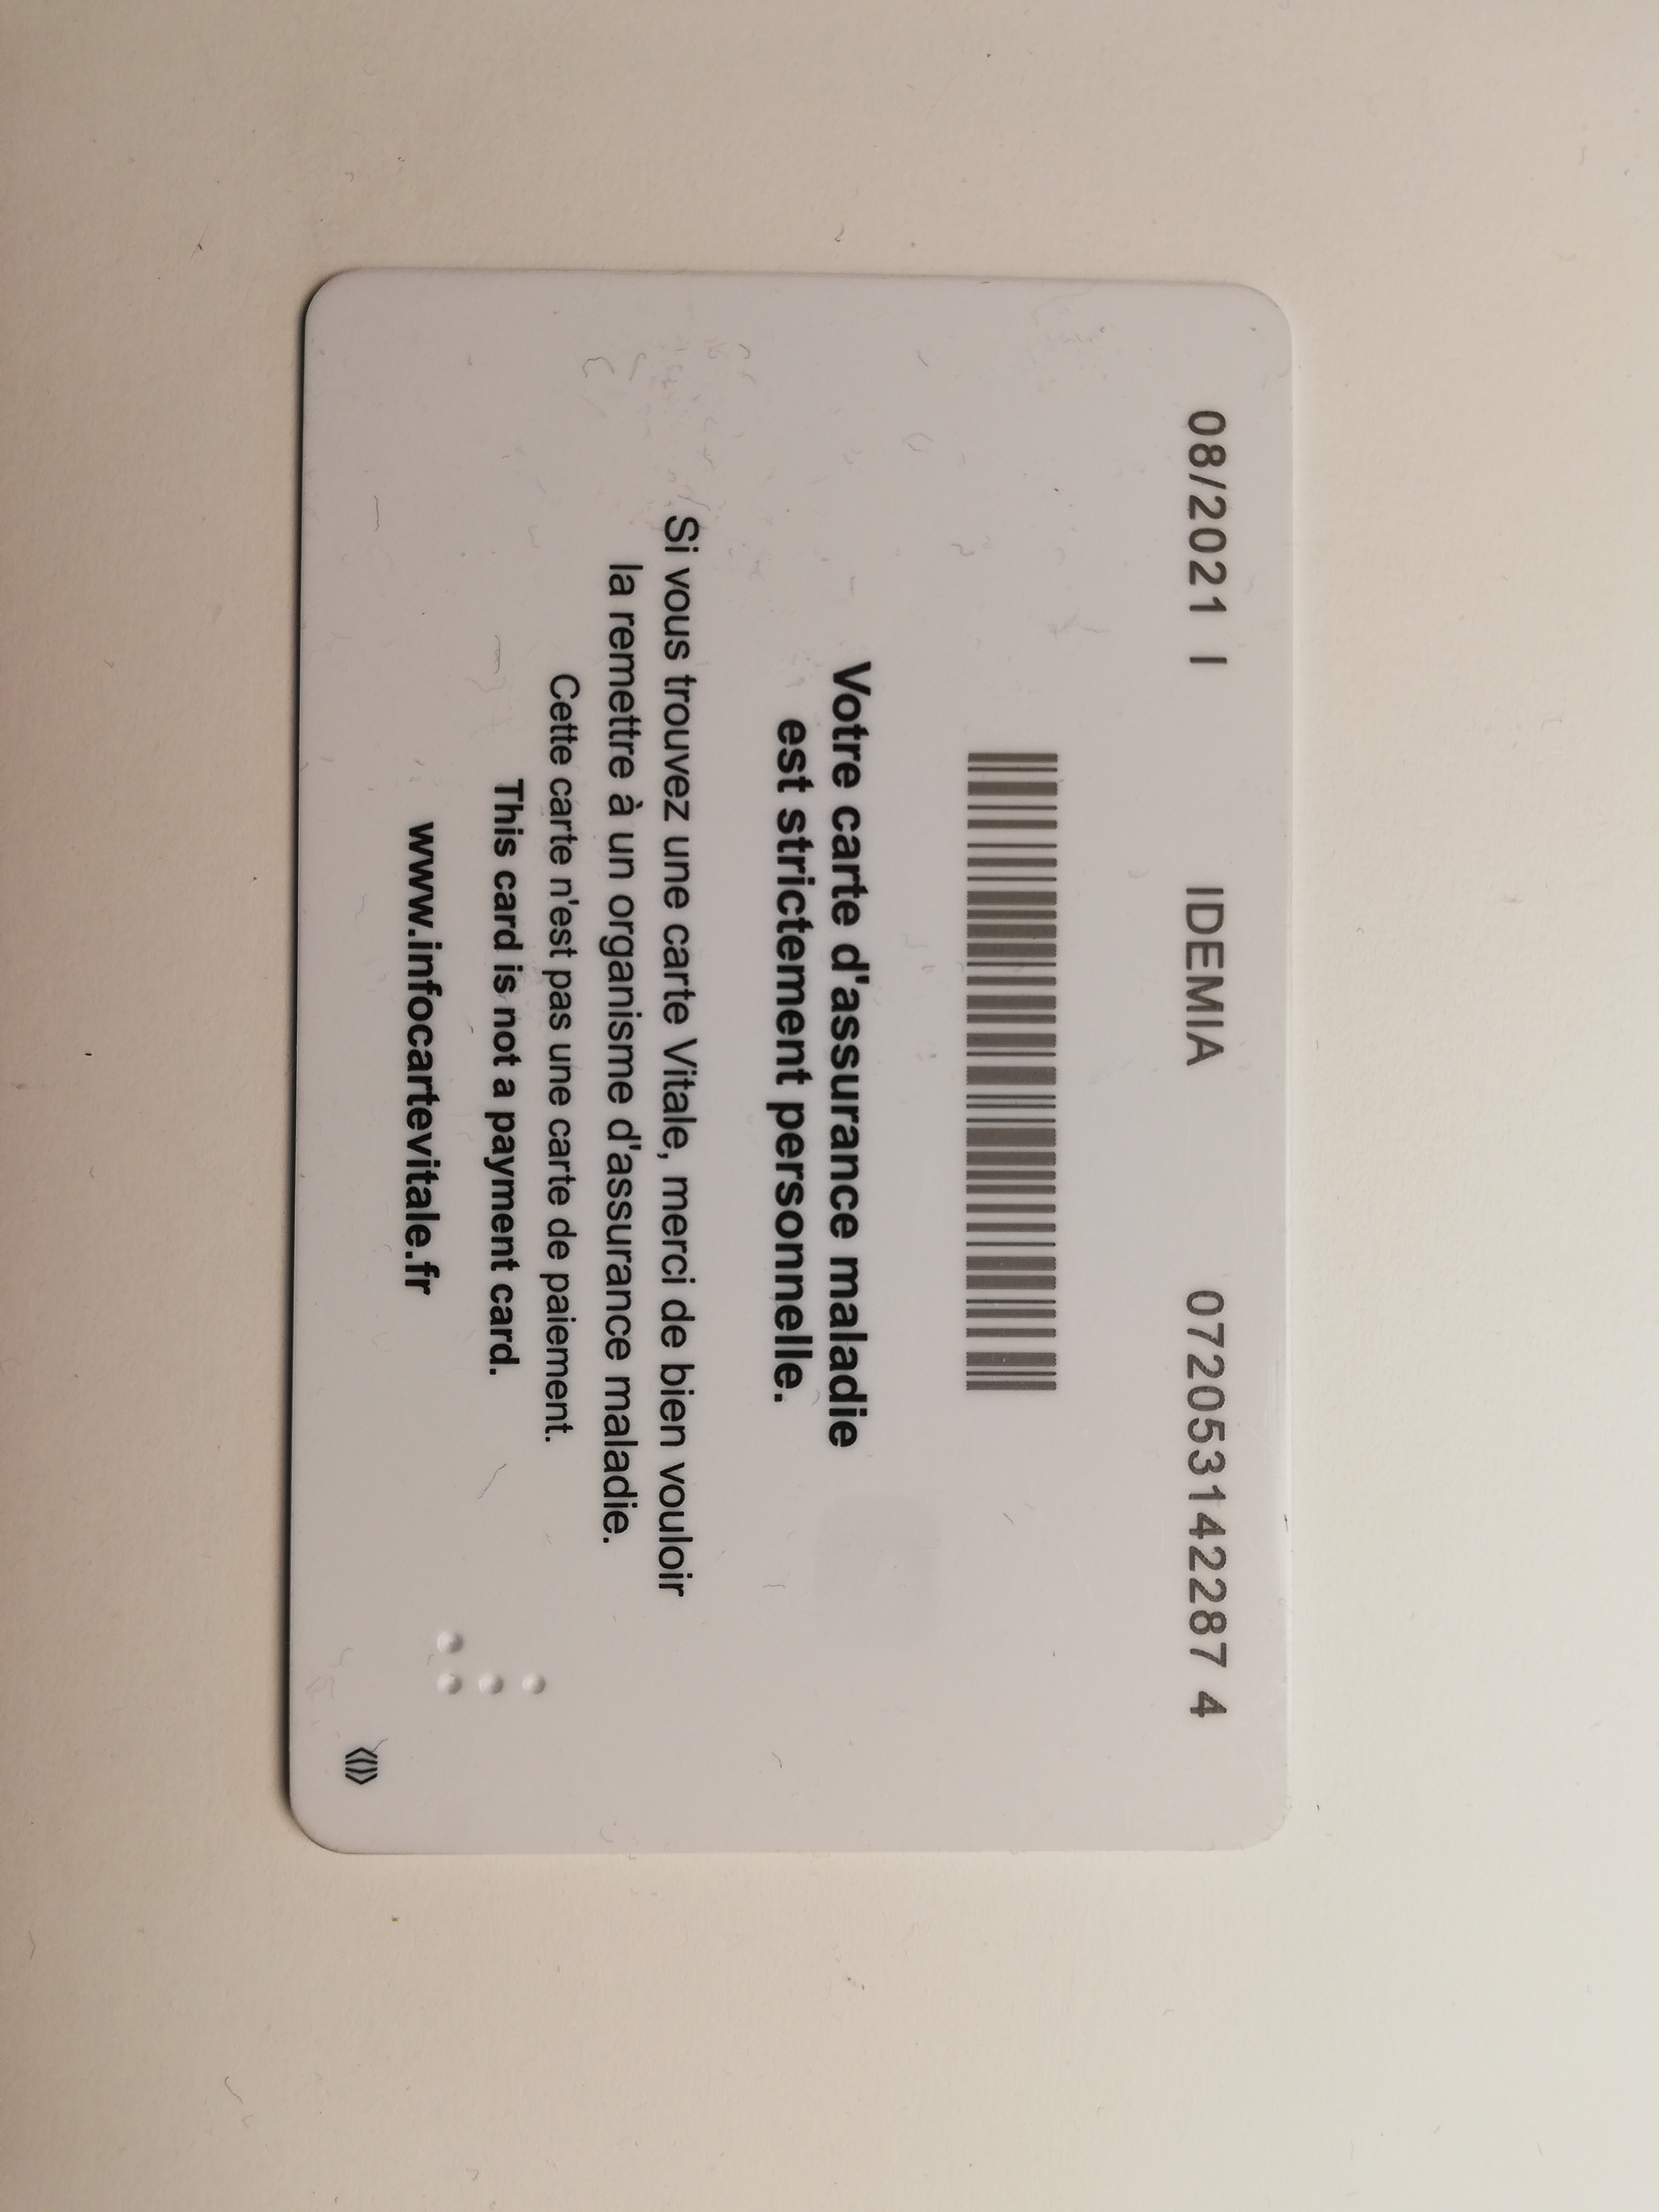 08/2021 I IDEMIA 0720531422874
Votre carte d'assurance maladie
est strictement personnelle.
Si vous trouvez une carte Vitale, merci de bien vouloir
la remettre à un organisme d'assurance maladie.
Cette carte n'est pas une carte de paiement.
This card is not a payment card.
www.infocartevitale.fr